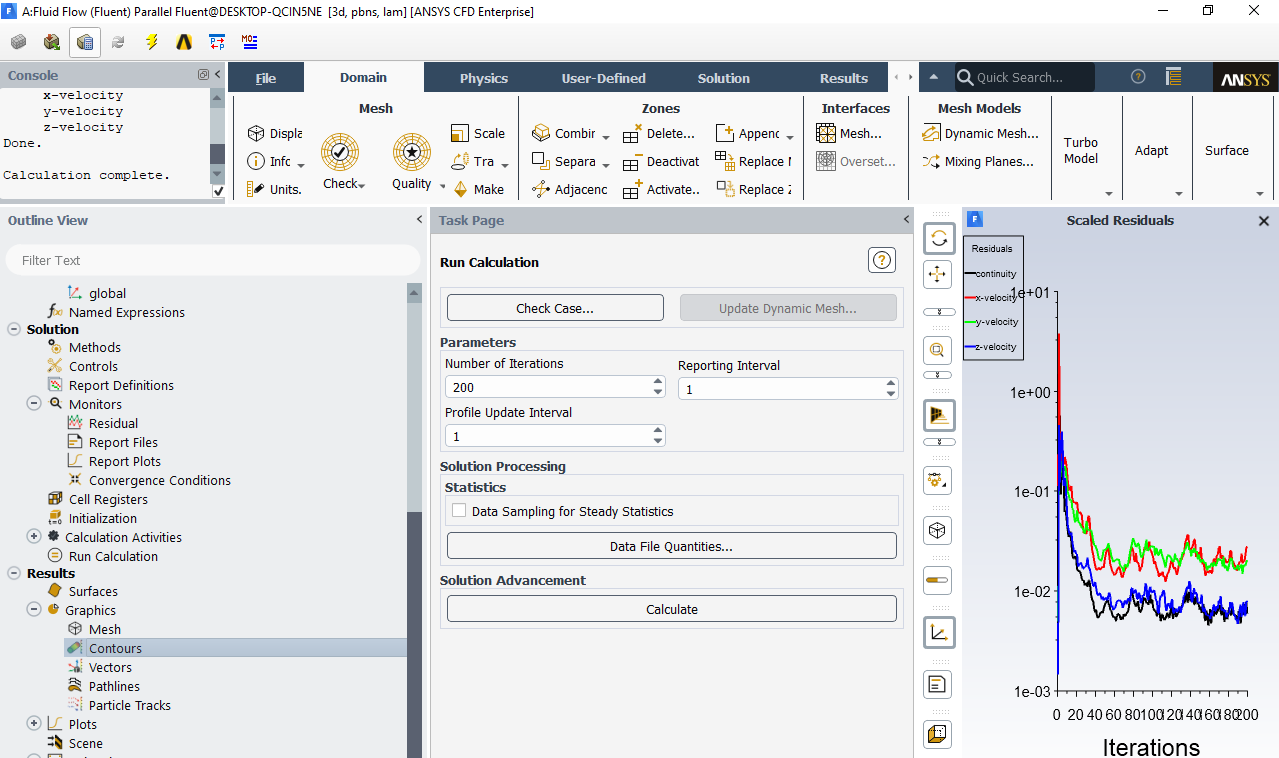 A:Fluid Flow (Fluent) Parallel Fluent@DESKTOP-QCIN5NE [3d, pbns, lam] [ANSYS CFD Enterprise]
Console
x-velocity
y-velocity
z-velocity
Done.
Calculation complete.
File
Domain
Physics
User-Defined
Solution
Results
Quick Search...
ANSYS
Mesh
Displa
Infc
Units.
Check
Quality
Scale
Tra
Make
Zones
Combir
Separa
Adjacenc
Delete...
Deactivat
Activate..
Append
Replace M
Replace Z
Interfaces
Mesh...
Overset...
Mesh Models
Dynamic Mesh...
Mixing Planes...
Turbo
Model
Adapt
Surface
Outline View
Filter Text
global
Named Expressions
Solution
Methods
Controls
Report Definitions
Monitors
Residual
Report Files
Report Plots
Convergence Conditions
Cell Registers
Initialization
Calculation Activities
Run Calculation
Results
Surfaces
Graphics
Mesh
Contours
Vectors
Pathlines
Particle Tracks
Plots
Scene
Task Page
Run Calculation
Check Case...
Update Dynamic Mesh...
Parameters
Number of Iterations
Reporting Interval
200
1
Profile Update Interval
1
Solution Processing
Statistics
Data Sampling for Steady Statistics
Data File Quantities...
Solution Advancement
Calculate
Scaled Residuals
Residuals
continuity
x-velocity
y-velocity
z-velocity
1e+01
1e+00
1e-01
1e-02
1e-03
0 20 40 60 80 100 120 140 160 180 200
Iterations